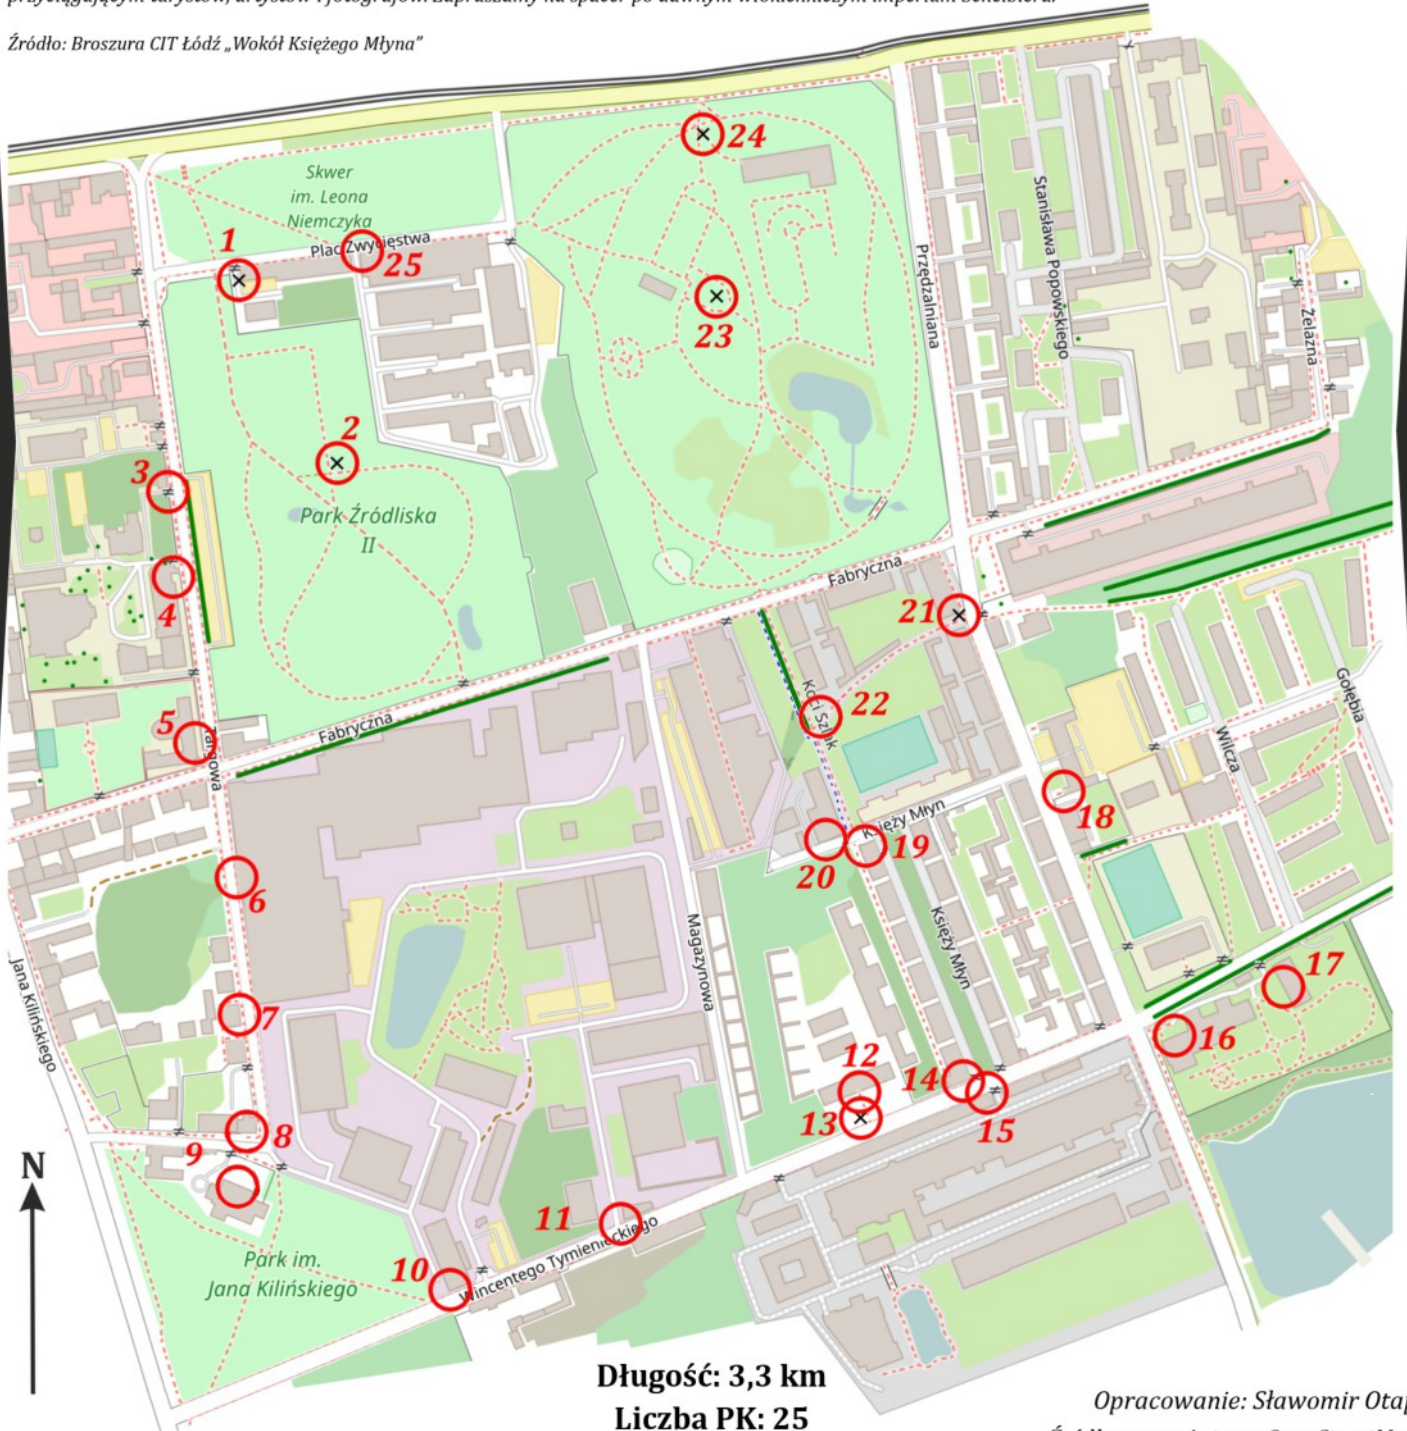 Źródło: Broszura CIT Łódź „Wokół Księżego Młyna”
24
Skwer
im. Leona
Niemczyka
1
Plac Zwycięstwa
25
Stanisława Popowskiego
Przędzalniana
Żelazna
23
2
3
Park Źródliska
II
4
Fabryczna
21
5
Targowa
Fabryczna
Koci Szlak
22
Gołębia
Wilcza
18
Księży Młyn
19
20
6
Księży Młyn
Magazynowa
Jana Kilińskiego
17
7
16
12
14
13
15
8
9
N
11
Wincentego Tymienieckiego
Park im.
Jana Kilińskiego
10
Długość: 3,3 km
Liczba PK: 25
Opracowanie: Sławomir